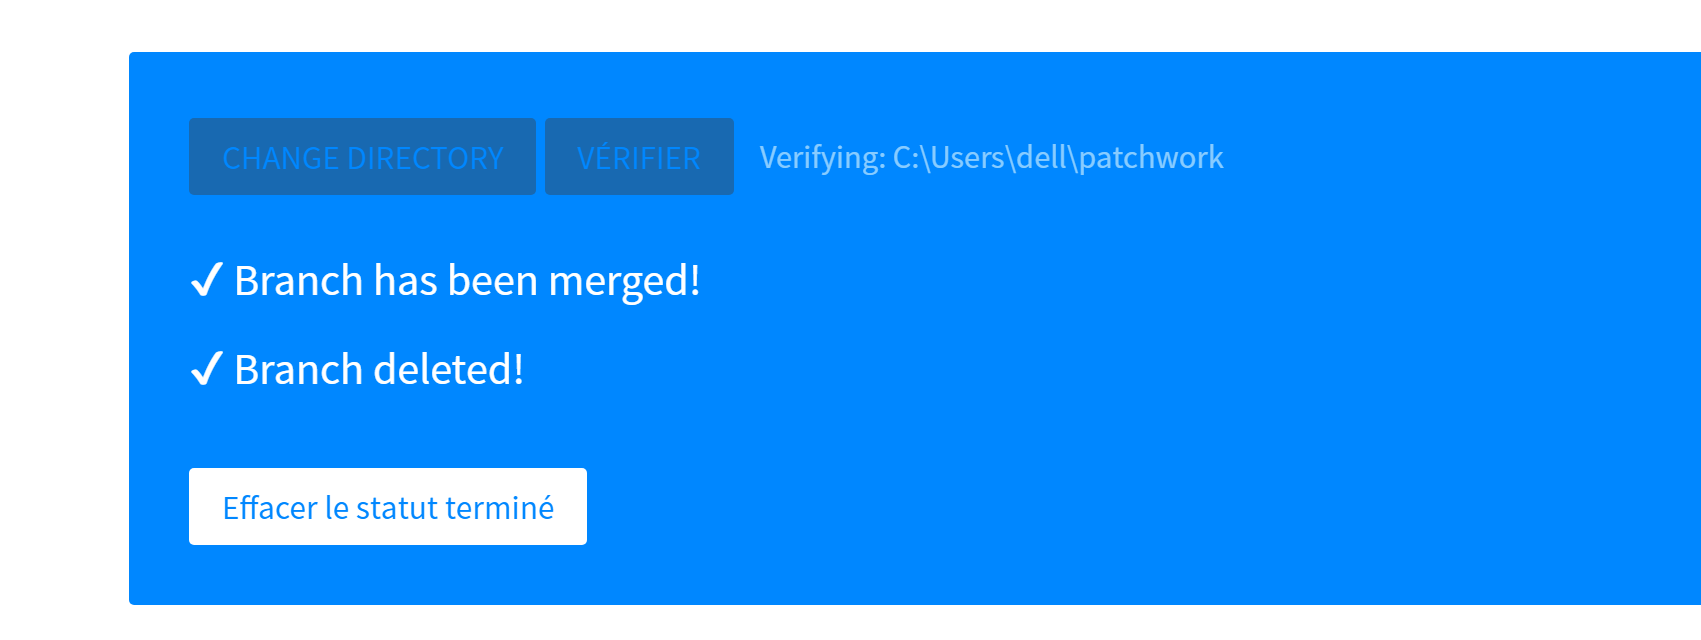 CHANGE DIRECTORY VÉRIFIER Verifying: C:\Users\dell\patchwork
✔ Branch has been merged!
✔ Branch deleted!
Effacer le statut terminé